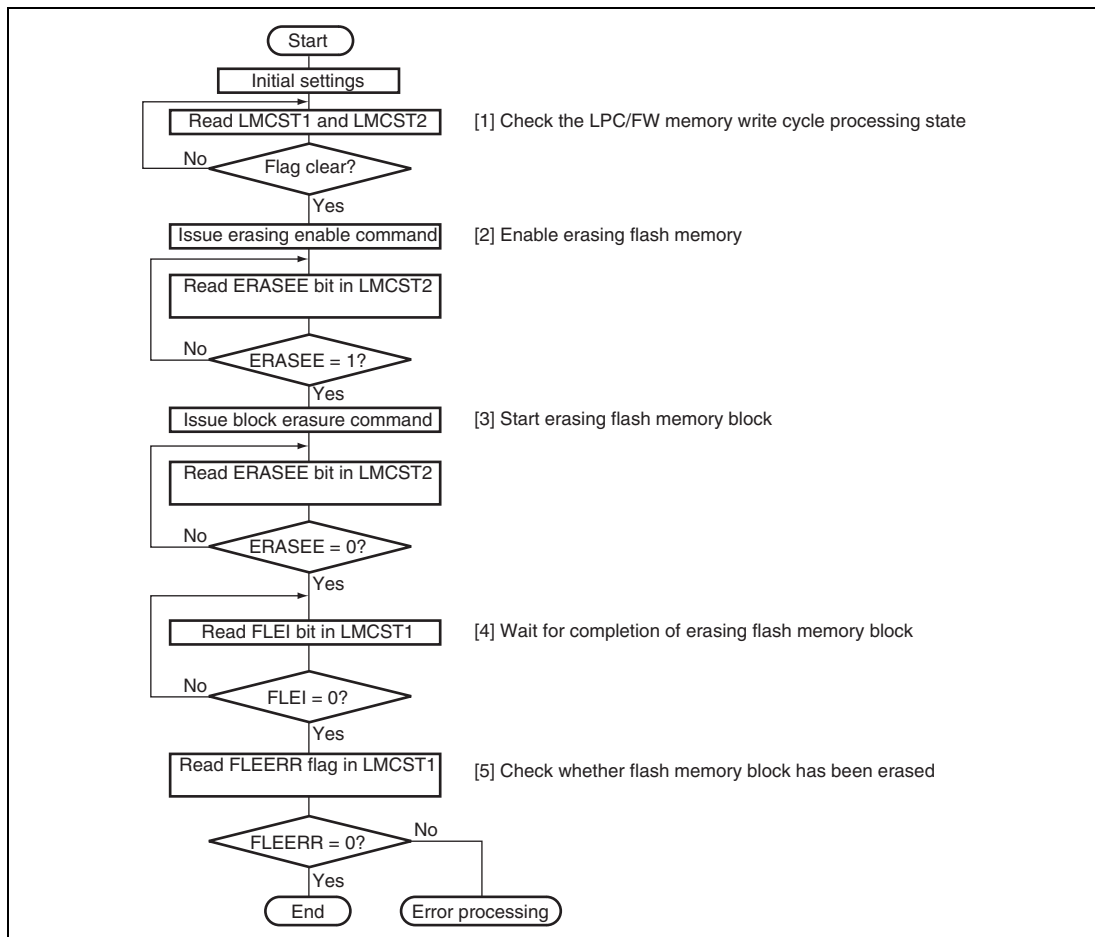 Start
Initial settings
Read LMCST1 and LMCST2
[1] Check the LPC/FW memory write cycle processing state
No
Flag clear?
Yes
Issue erasing enable command
[2] Enable erasing flash memory
Read ERASEE bit in LMCST2
No
ERASEE = 1?
Yes
Issue block erasure command
[3] Start erasing flash memory block
Read ERASEE bit in LMCST2
No
ERASEE = 0?
Yes
Read FLEI bit in LMCST1
[4] Wait for completion of erasing flash memory block
No
FLEI = 0?
Yes
Read FLEERR flag in LMCST1
[5] Check whether flash memory block has been erased
FLEERR = 0?
No
Yes
End
Error processing